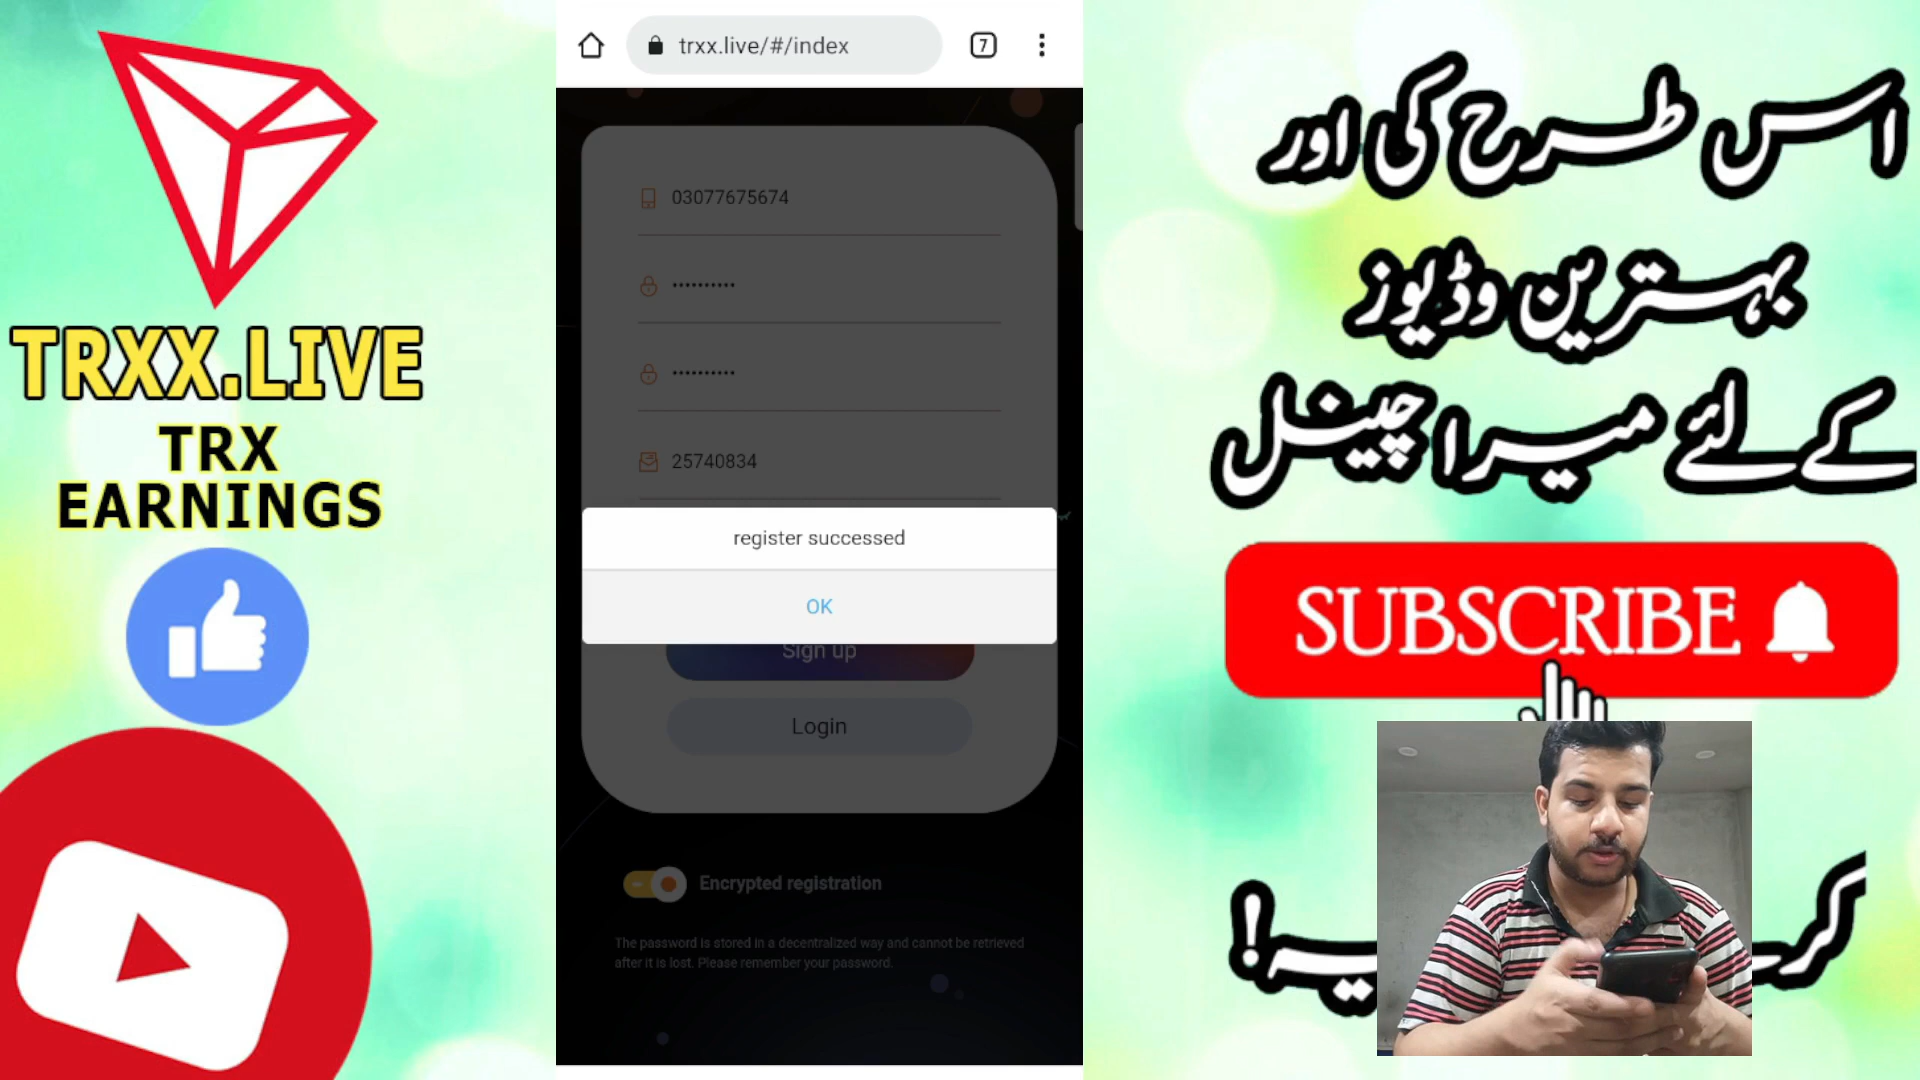 TRXX.LIVE
TRX
EARNINGS
7
trxx.live/#/index
03077675674
••••••••••
••••••••••
25740834
register successed
OK
Sign up
Login
Encrypted registration
The password is stored in a decentralized way and cannot be retrieved
after it is lost. Please remember your password.
اس طرح کی اور
بہترین وڈیوز
کے لئے میرا چینل
SUBSCRIBE